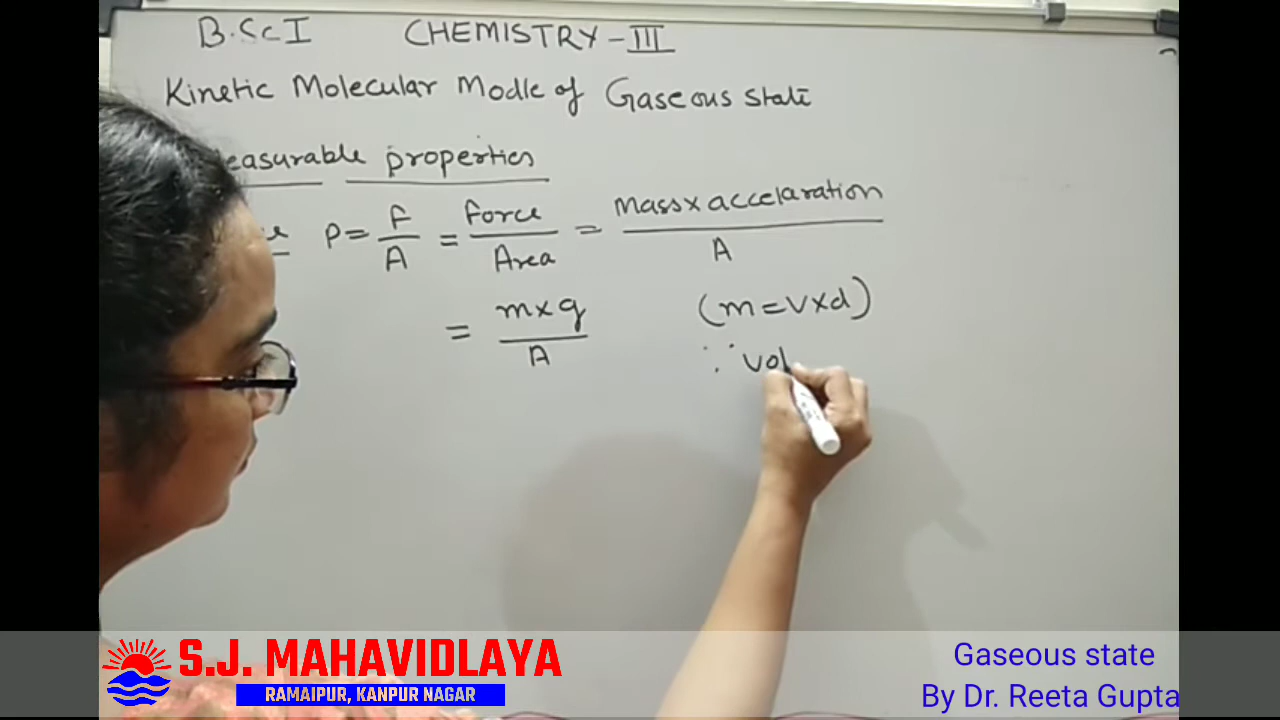 B.Sc I CHEMISTRY - III
Kinetic Molecular Modle of Gaseous state
easurable properties
P = F/A = Force/Area = Mass x accelaration/A
= m x g/A (m = V x d)
∵ vol
S.J. MAHAVIDLAYA
RAMAIPUR, KANPUR NAGAR
Gaseous state
By Dr. Reeta Gupta